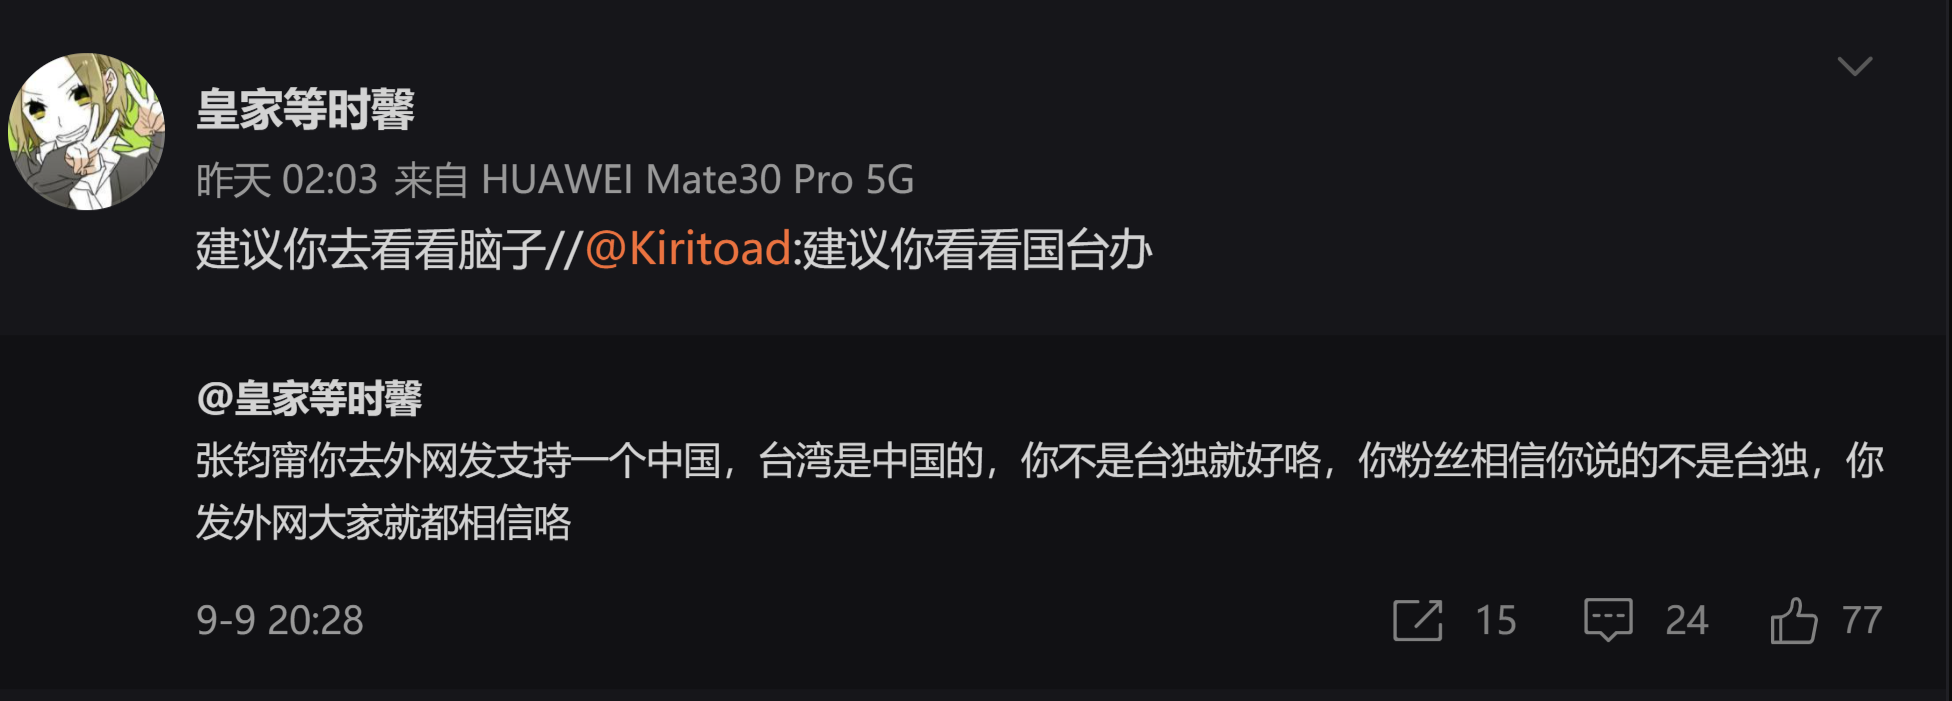 皇家等时馨
昨天 02:03 来自 HUAWEI Mate30 Pro 5G
建议你去看看脑子//@Kiritoad:建议你看看国台办
@皇家等时馨
张钧甯你去外网发支持一个中国，台湾是中国的，你不是台独就好咯，你粉丝相信你说的不是台独，你
发外网大家就都相信咯
9-9 20:28 15 24 77